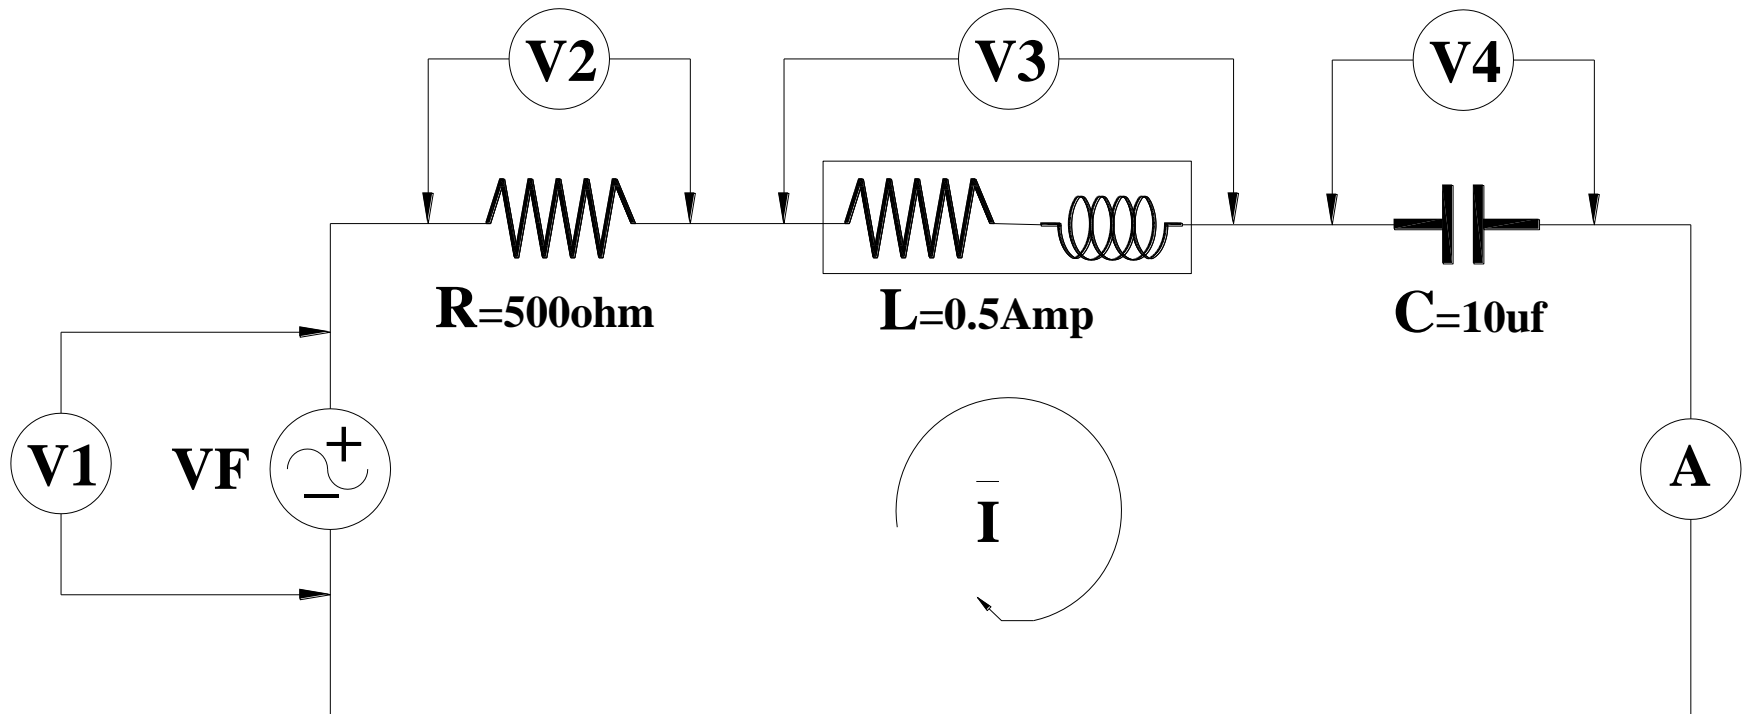 V2
V3
V4
R=500ohm
L=0.5Amp
C=10uf
V1
VF
+
−
I
A